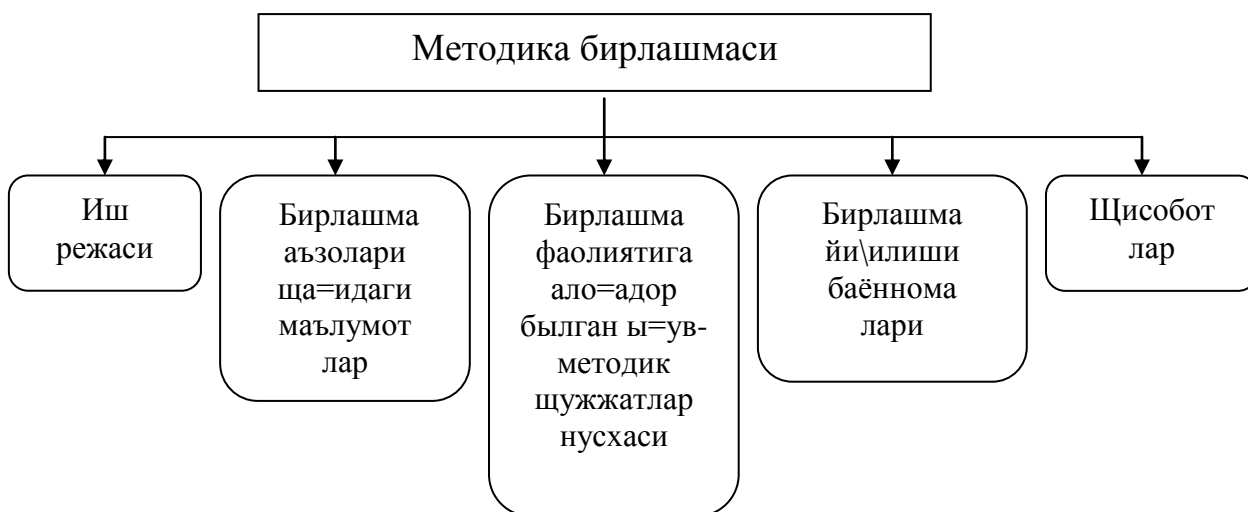 Методика бирлашмаси
Иш
режаси
Бирлашма
аъзолари
ща=идаги
маълумот
лар
Бирлашма
фаолиятига
ало=адор
былган ы=ув-
методик
щужжатлар
нусхаси
Бирлашма
йи\илиши
баённома
лари
Щисобот
лар